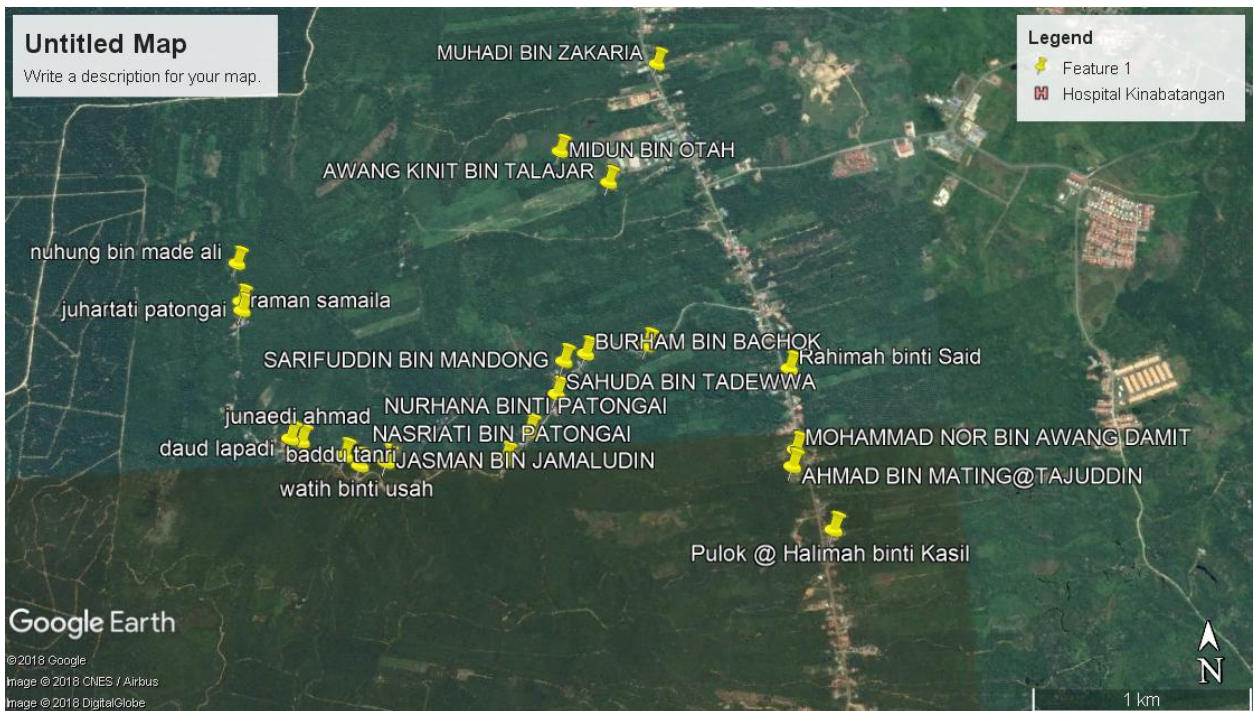 Untitled Map
Write a description for your map.
Legend
Feature 1
H Hospital Kinabatangan
MUHADI BIN ZAKARIA
MIDUN BIN OTAH
AWANG KINIT BIN TALAJAR
nuhung bin made ali
raman samaila
juhartati patongai
BURHAM BIN BACHOK
SARIFUDDIN BIN MANDONG
Rahimah binti Said
SAHUDA BIN TADEWWA
NURHANA BINTI PATONGAI
junaedi ahmad
NASRIATI BIN PATONGAI
MOHAMMAD NOR BIN AWANG DAMIT
daud lapadi
baddu tanri
JASMAN BIN JAMALUDIN
AHMAD BIN MATING@TAJUDDIN
watih binti usah
Pulok @ Halimah binti Kasil
Google Earth
© 2018 Google
Image © 2018 CNES / Airbus
Image © 2018 DigitalGlobe
N
1 km